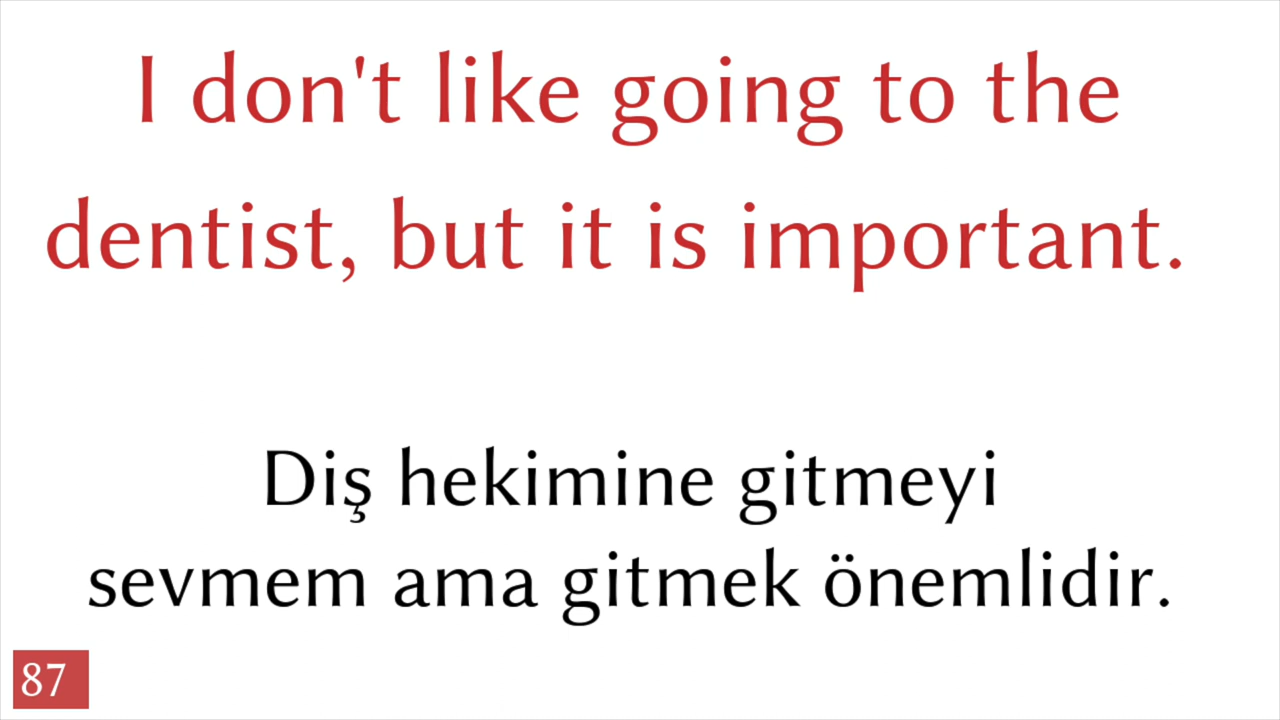 I don't like going to the
dentist, but it is important.
Diş hekimine gitmeyi
sevmem ama gitmek önemlidir.
87